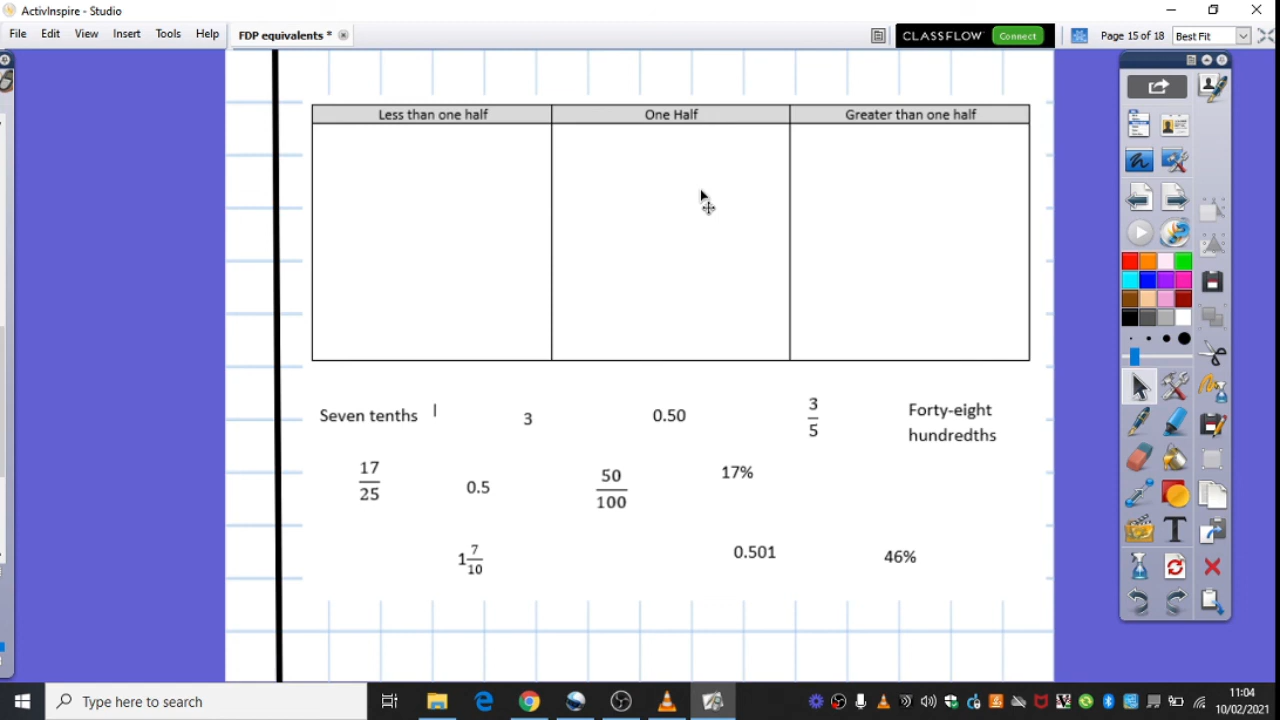 ActivInspire - Studio
File Edit View Insert Tools Help
FDP equivalents *
CLASSFLOW Connect
Page 15 of 18
Best Fit
Less than one half
One Half
Greater than one half
Seven tenths
3
0.50
3/5
Forty-eight
hundredths
17/25
0.5
50/100
17%
1 7/10
0.501
46%
Type here to search
11:04
10/02/2021